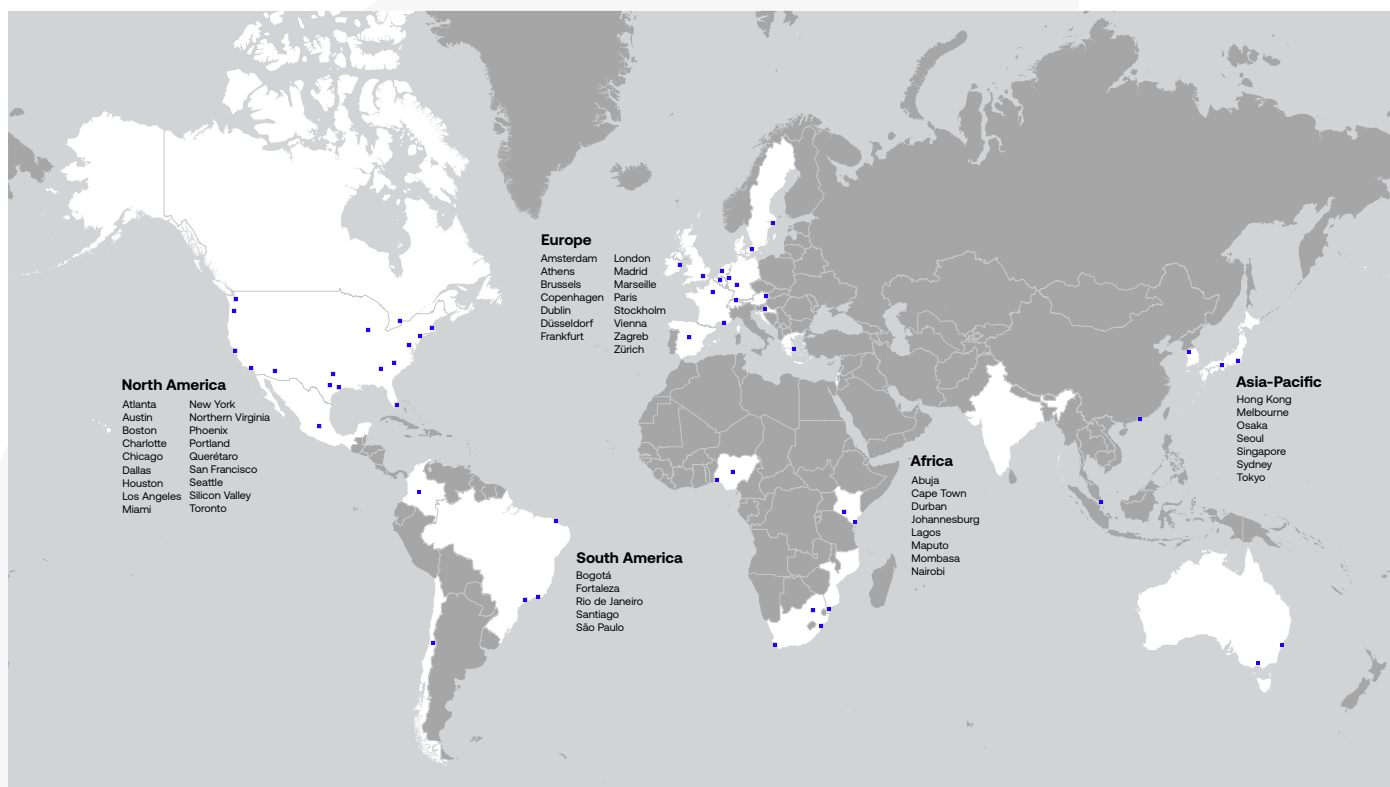 Europe
Amsterdam
Athens
Brussels
Copenhagen
Dublin
Düsseldorf
Frankfurt
London
Madrid
Marseille
Paris
Stockholm
Vienna
Zagreb
Zürich
North America
Atlanta
Austin
Boston
Charlotte
Chicago
Dallas
Houston
Los Angeles
Miami
New York
Northern Virginia
Phoenix
Portland
Querétaro
San Francisco
Seattle
Silicon Valley
Toronto
Asia-Pacific
Hong Kong
Melbourne
Osaka
Seoul
Singapore
Sydney
Tokyo
Africa
Abuja
Cape Town
Durban
Johannesburg
Lagos
Maputo
Mombasa
Nairobi
South America
Bogotá
Fortaleza
Rio de Janeiro
Santiago
São Paulo